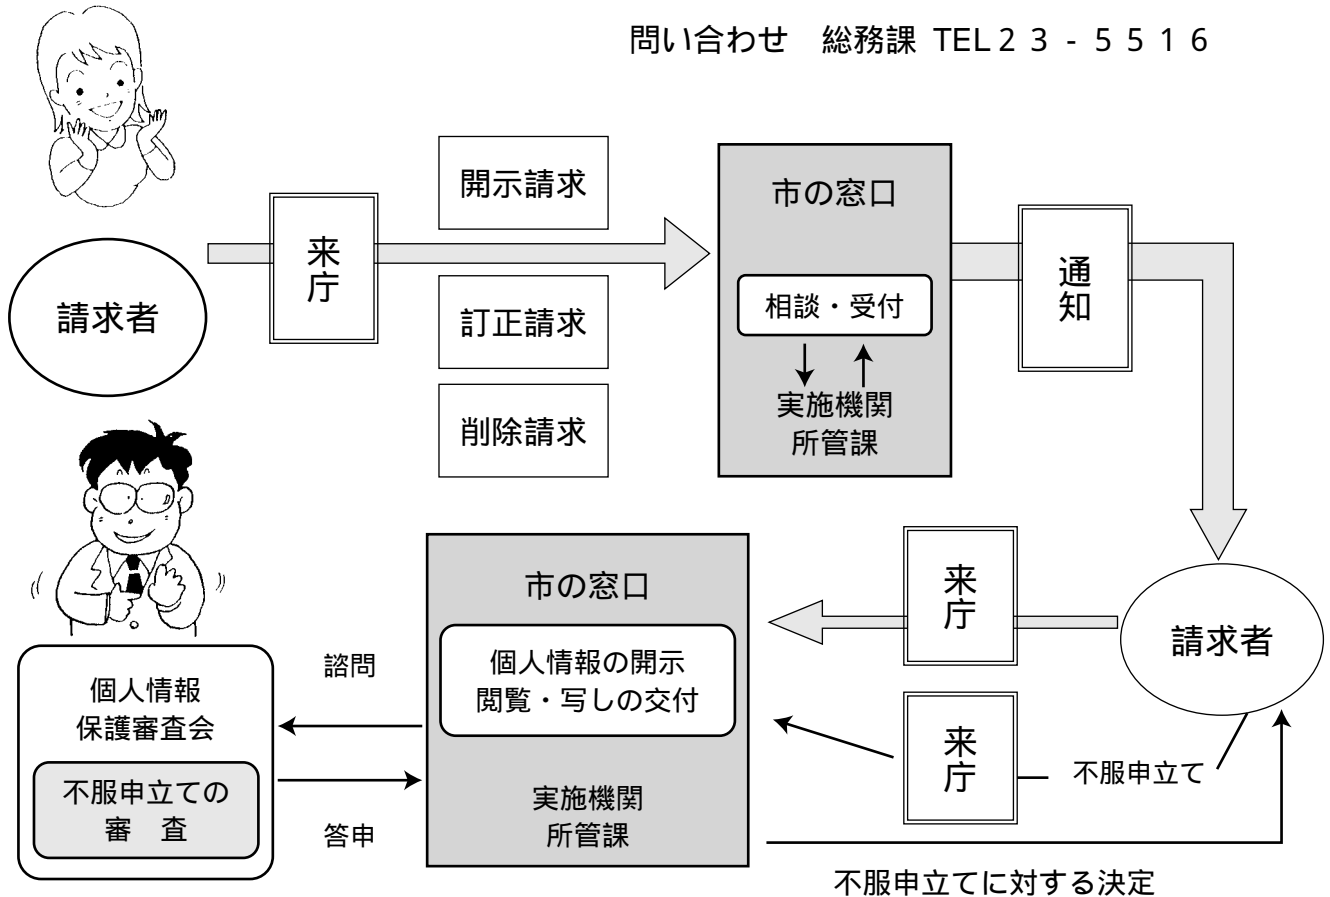 問い合わせ　総務課 TEL２３-５５１６
開示請求
市の窓口
来庁
通知
請求者
相談・受付
訂正請求
実施機関
所管課
削除請求
来庁
市の窓口
請求者
個人情報の開示
閲覧・写しの交付
諮問
個人情報
保護審査会
来庁
不服申立て
不服申立ての
審　査
実施機関
所管課
答申
不服申立てに対する決定